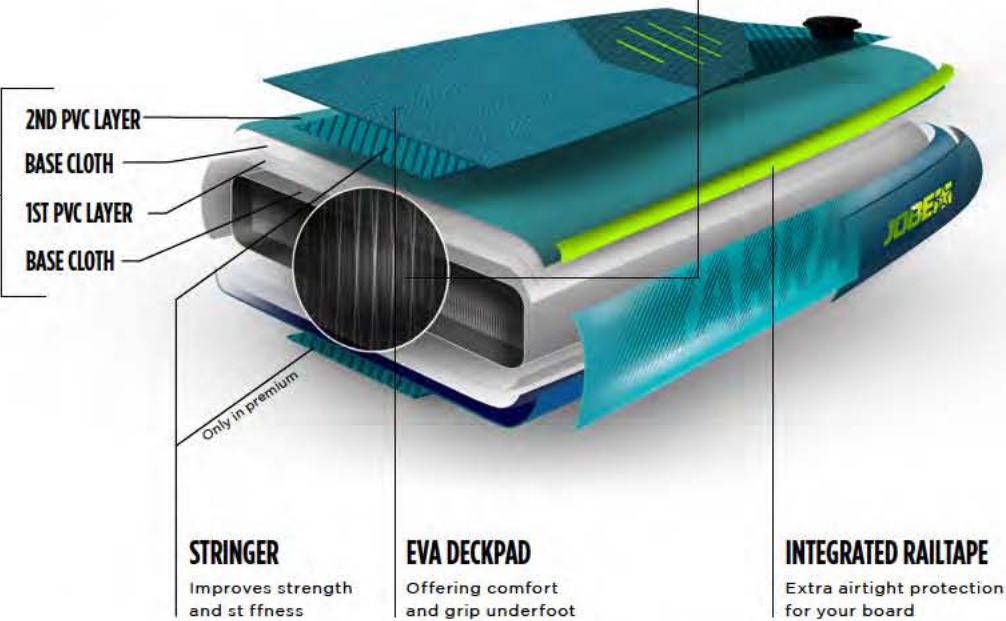 2ND PVC LAYER
BASE CLOTH
1ST PVC LAYER
BASE CLOTH
JOBE
YARRA
Only in premium
STRINGER
Improves strength
and st ffness
EVA DECKPAD
Offering comfort
and grip underfoot
INTEGRATED RAILTAPE
Extra airtight protection
for your board